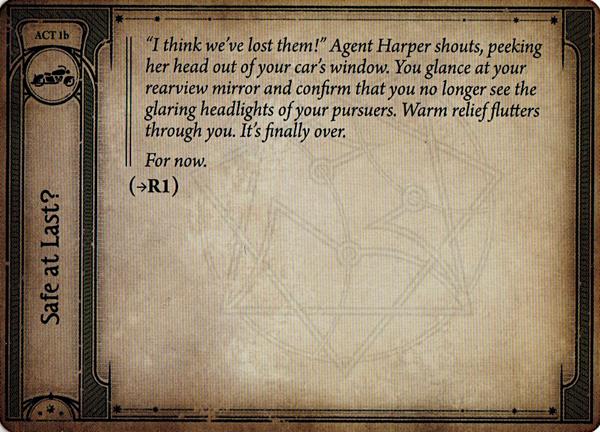 ACT 1b
Safe at Last?
“I think we’ve lost them!” Agent Harper shouts, peeking
her head out of your car’s window. You glance at your
rearview mirror and confirm that you no longer see the
glaring headlights of your pursuers. Warm relief flutters
through you. It’s finally over.
For now.
(→R1)